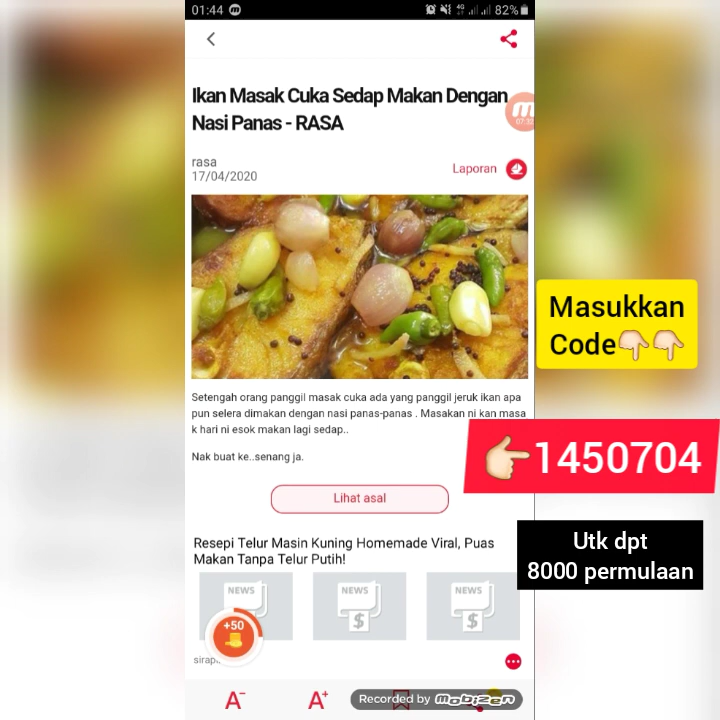 01:44
4G
82%
Ikan Masak Cuka Sedap Makan Dengan
Nasi Panas - RASA
07:32
rasa
17/04/2020
Laporan
Masukkan
Code👇🏻👇🏻
Setengah orang panggil masak cuka ada yang panggil jeruk ikan apa
pun selera dimakan dengan nasi panas-panas . Masakan ni kan masa
k hari ni esok makan lagi sedap..
👉🏻1450704
Nak buat ke..senang ja.
Lihat asal
Utk dpt
8000 permulaan
Resepi Telur Masin Kuning Homemade Viral, Puas
Makan Tanpa Telur Putih!
NEWS
NEWS
$
NEWS
$
+50
A-
A+
Recorded by Mobizen